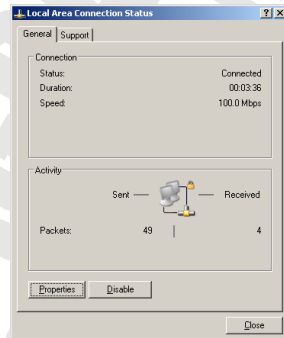 Local Area Connection Status
General Support
Connection
Status: Connected
Duration: 00:03:36
Speed: 100.0 Mbps
Activity
Sent Received
Packets: 49 4
Properties Disable
Close